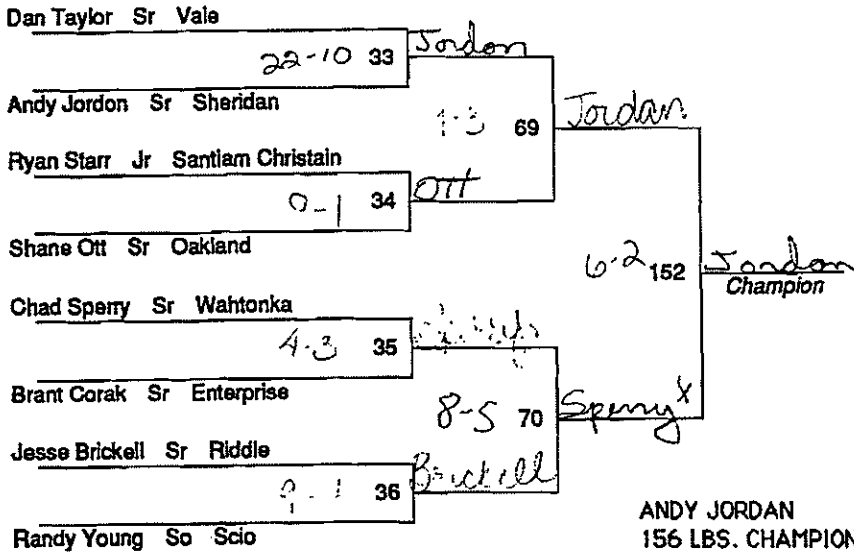 Dan Taylor Sr Vale
22-10 33 Jordon
Andy Jordon Sr Sheridan
1-3 69 Jordan
Ryan Starr Jr Santiam Christain
0-1 34 Ott
Shane Ott Sr Oakland
6-2 152 Jordon
Champion
Chad Sperry Sr Wahtonka
4-3 35
Brant Corak Sr Enterprise
8-5 70 Sperry x
Jesse Brickell Sr Riddle
36 Brickell
Randy Young So Scio
ANDY JORDAN
156 LBS. CHAMPION